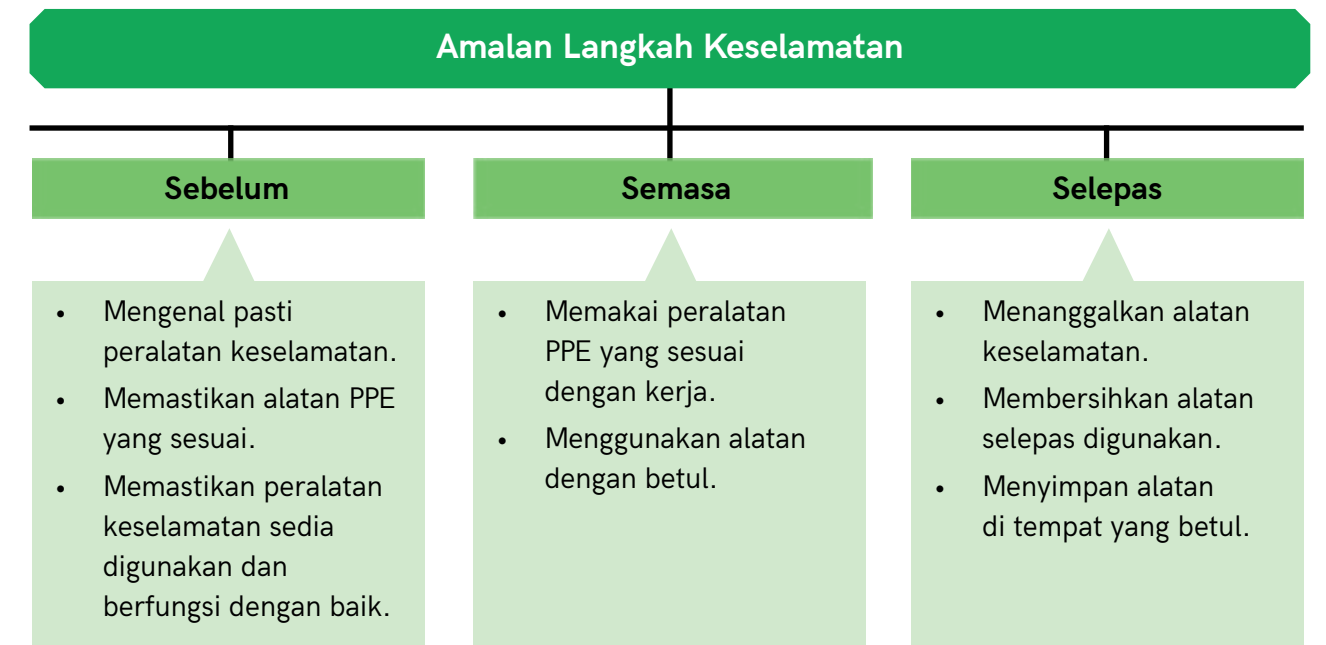 Amalan Langkah Keselamatan
Sebelum
• Mengenal pasti
peralatan keselamatan.
• Memastikan alatan PPE
yang sesuai.
• Memastikan peralatan
keselamatan sedia
digunakan dan
berfungsi dengan baik.
Semasa
• Memakai peralatan
PPE yang sesuai
dengan kerja.
• Menggunakan alatan
dengan betul.
Selepas
• Menanggalkan alatan
keselamatan.
• Membersihkan alatan
selepas digunakan.
• Menyimpan alatan
di tempat yang betul.